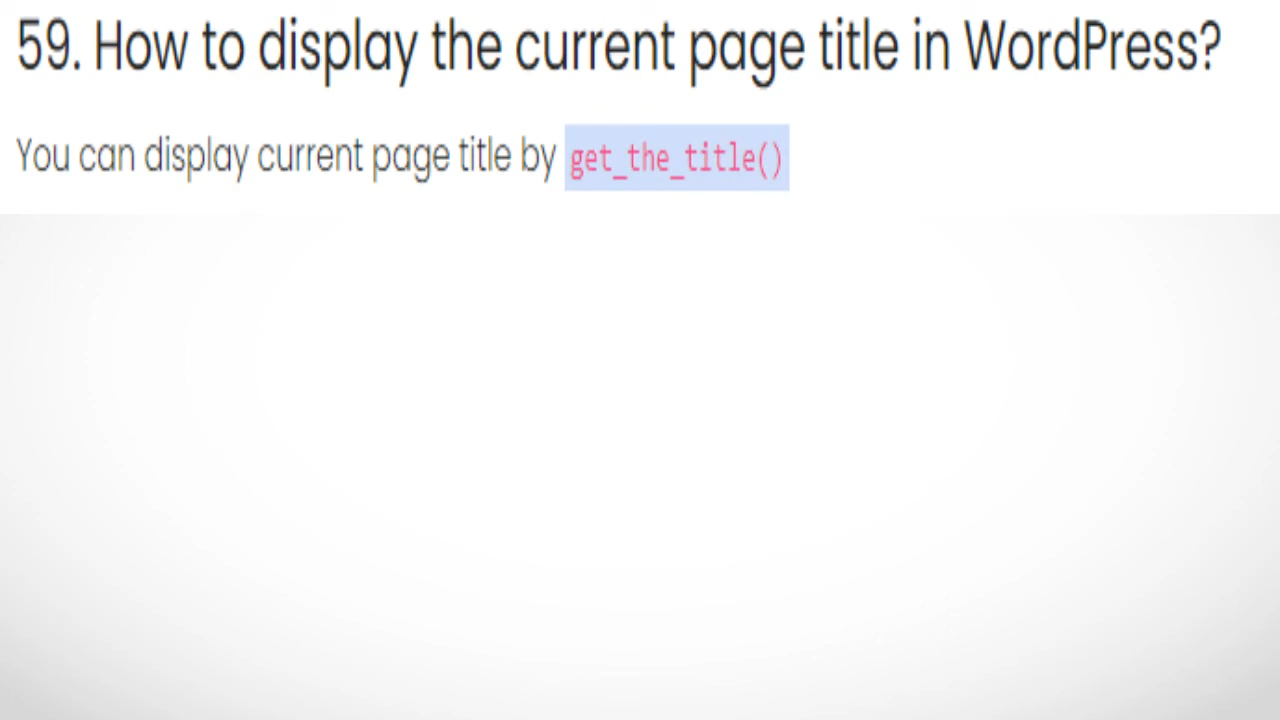 59. How to display the current page title in WordPress?
You can display current page title by get_the_title()